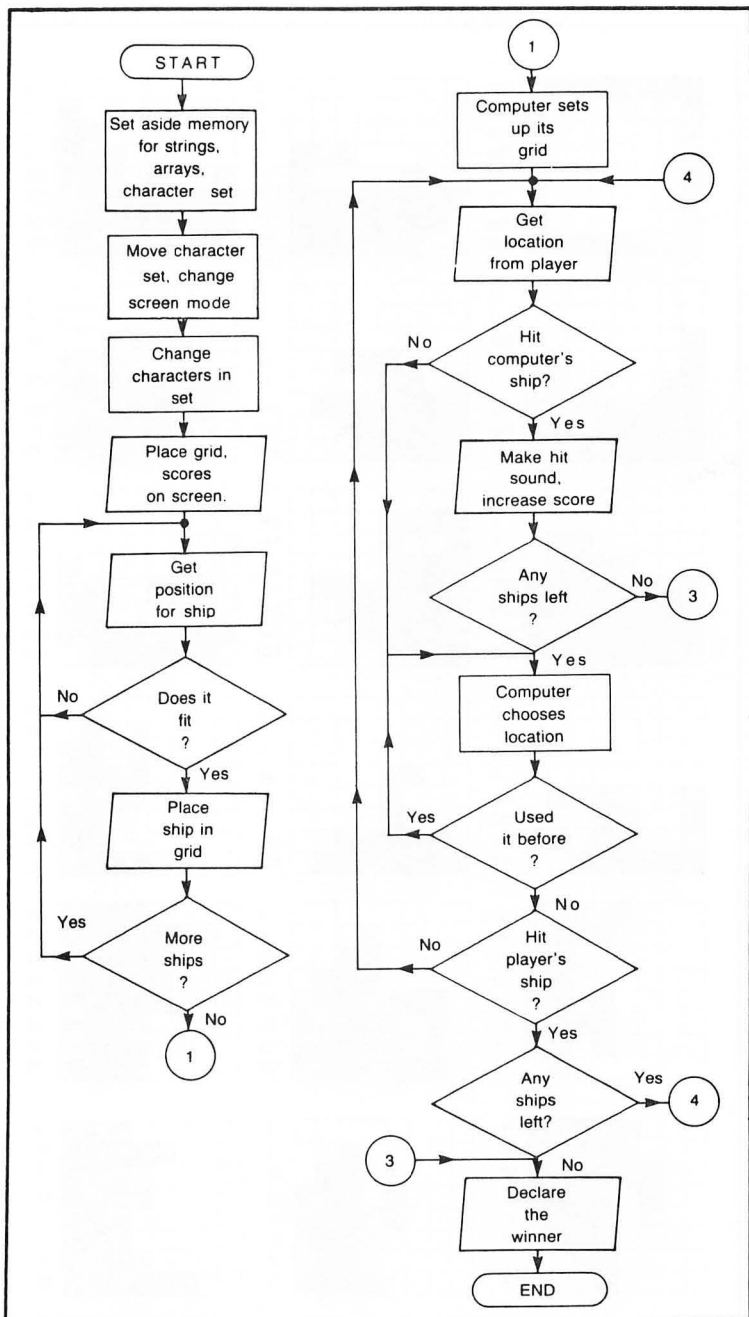 START
Set aside memory
for strings,
arrays,
character set
Move character
set, change
screen mode
Change
characters in
set
Place grid,
scores
on screen.
Get
position
for ship
No
Does it
fit
?
Yes
Place
ship in
grid
Yes
More
ships
?
No
1
1
Computer sets
up its
grid
4
Get
location
from player
No
Hit
computer's
ship?
Yes
Make hit
sound,
increase score
Any
ships left
?
No
3
Yes
Computer
chooses
location
Yes
Used
it before
?
No
No
Hit
player's
ship
?
Yes
Any
ships
left?
Yes
4
3
No
Declare
the
winner
END